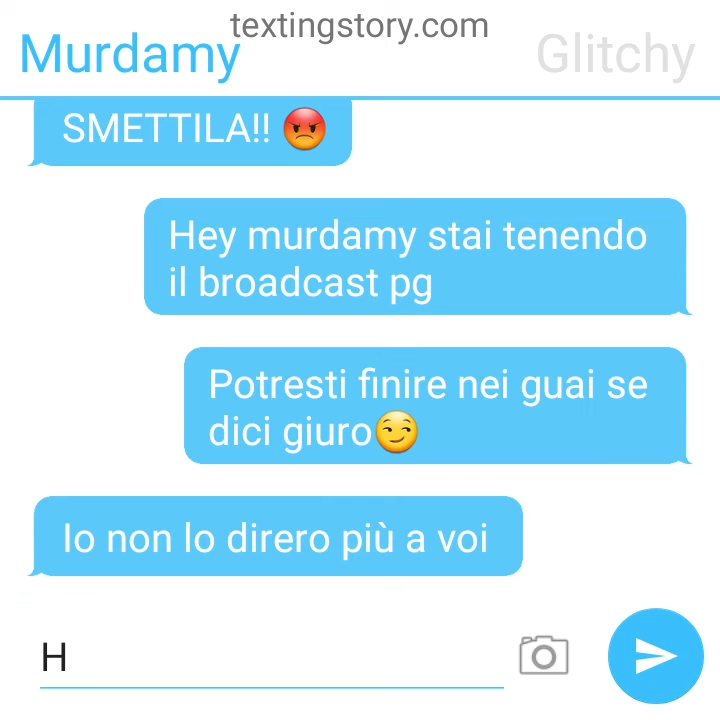 textingstory.com
Murdamy
Glitchy
SMETTILA!! 😡
Hey murdamy stai tenendo
il broadcast pg
Potresti finire nei guai se
dici giuro😏
Io non lo direro più a voi
H